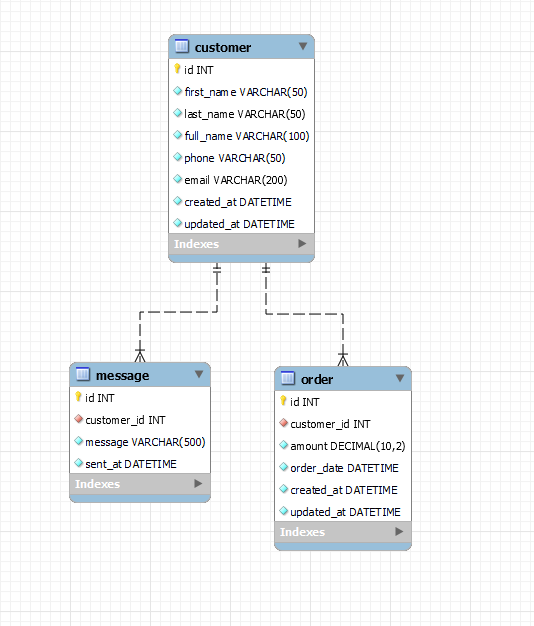 customer
id INT
first_name VARCHAR(50)
last_name VARCHAR(50)
full_name VARCHAR(100)
phone VARCHAR(50)
email VARCHAR(200)
created_at DATETIME
updated_at DATETIME
Indexes
message
id INT
customer_id INT
message VARCHAR(500)
sent_at DATETIME
Indexes
order
id INT
customer_id INT
amount DECIMAL(10,2)
order_date DATETIME
created_at DATETIME
updated_at DATETIME
Indexes